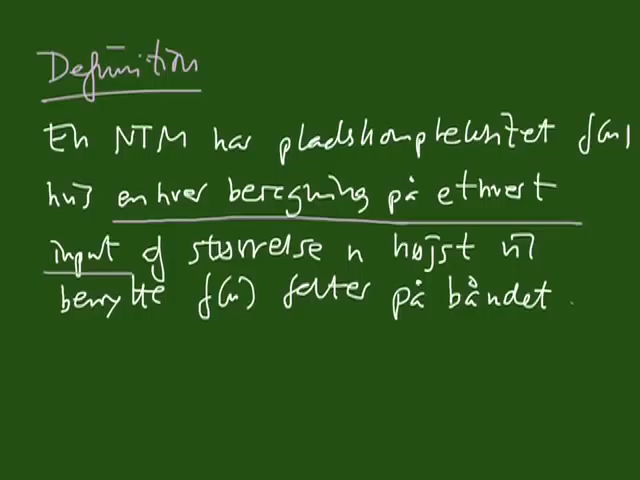 Definition
En NTM har pladskompleksitet f(n)
hvis enhver beregning på ethvert
input af størrelse n højst vil
benytte f(n) felter på båndet.